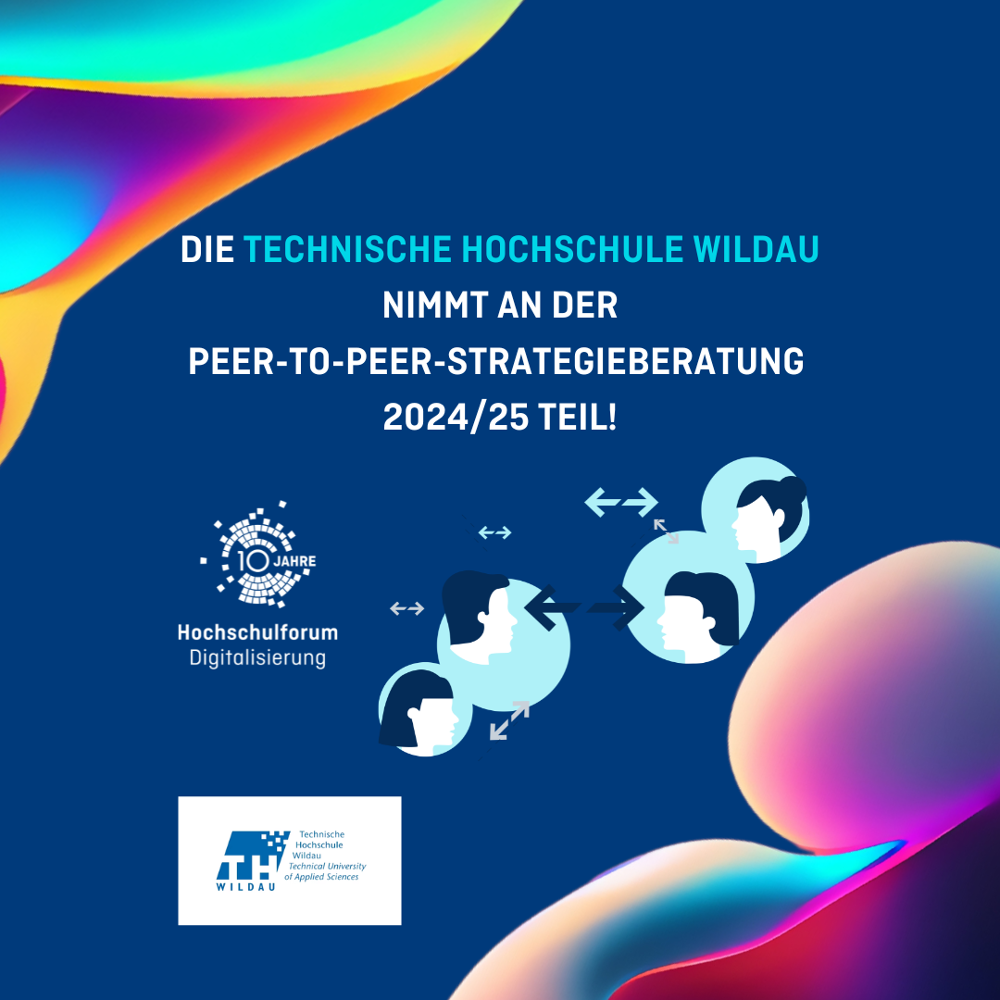 DIE TECHNISCHE HOCHSCHULE WILDAU
NIMMT AN DER
PEER-TO-PEER-STRATEGIEBERATUNG
2024/25 TEIL!
10 JAHRE
Hochschulforum
Digitalisierung
Technische
Hochschule
Wildau
Technical University
of Applied Sciences
TH
WILDAU